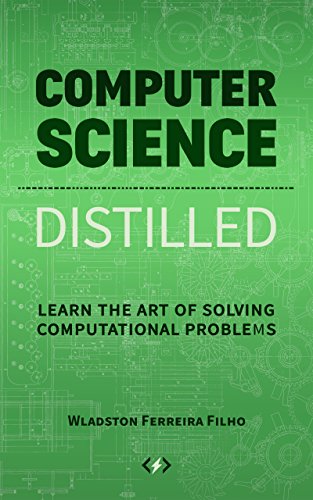 COMPUTER
SCIENCE
DISTILLED
LEARN THE ART OF SOLVING
COMPUTATIONAL PROBLEMS
WLADSTON FERREIRA FILHO